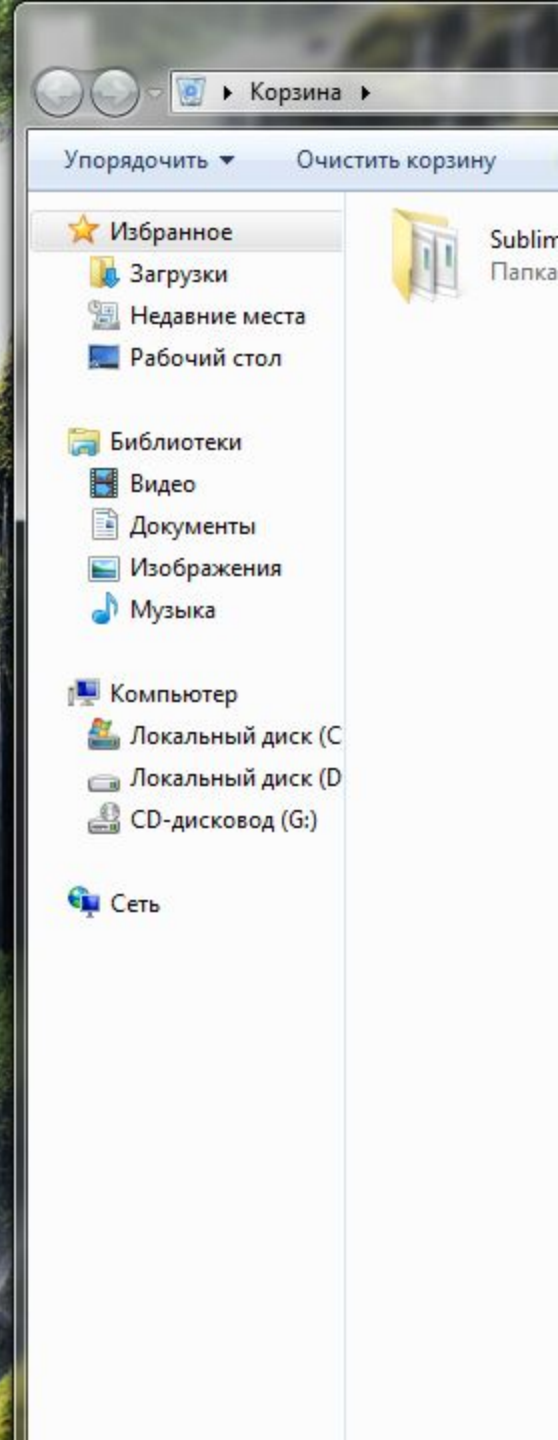 Корзина
Упорядочить Очистить корзину
Избранное
Загрузки
Недавние места
Рабочий стол
Библиотеки
Видео
Документы
Изображения
Музыка
Компьютер
Локальный диск (C
Локальный диск (D
CD-дисковод (G:)
Сеть
Sublim
Папка